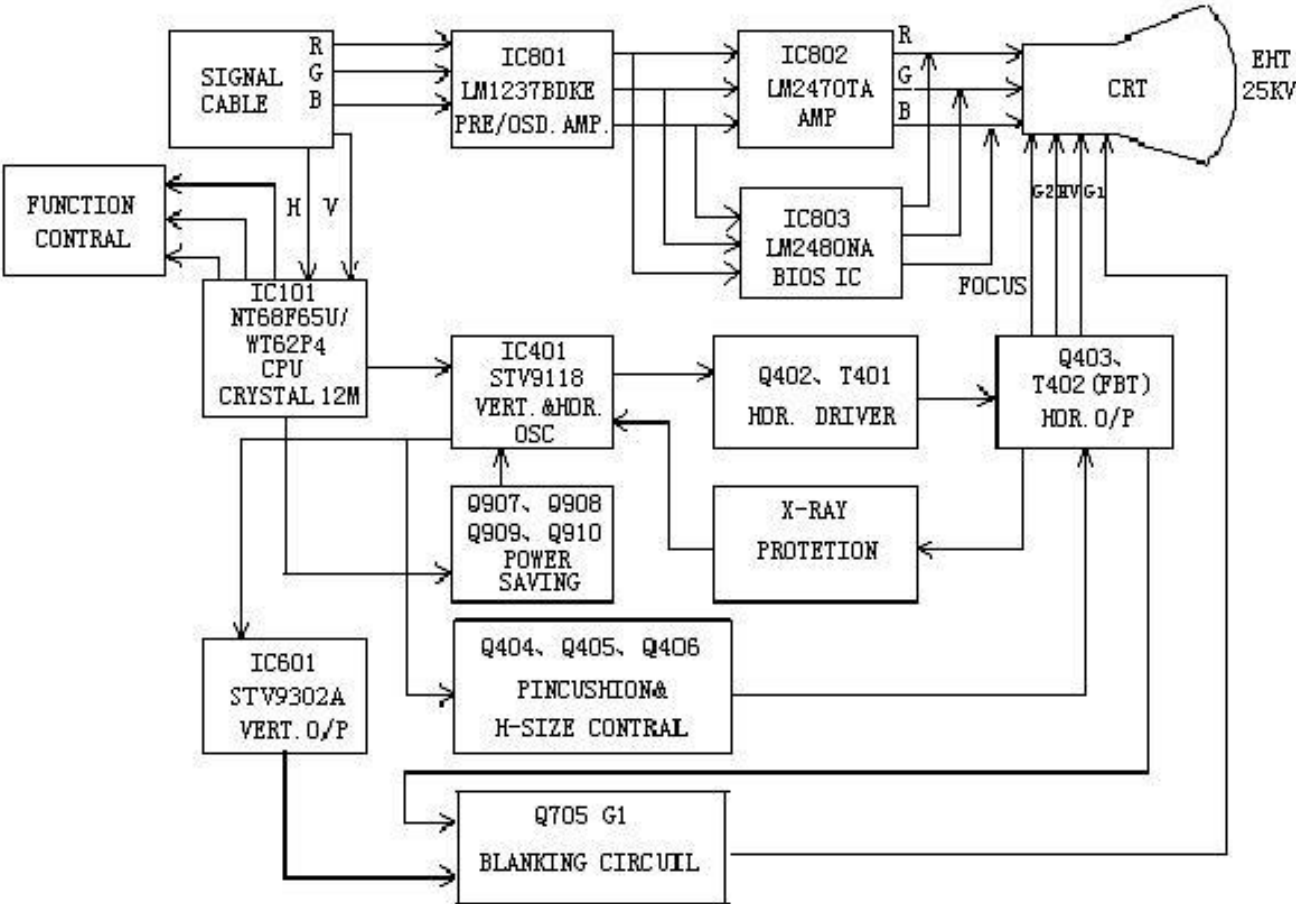 SIGNAL
CABLE
R
G
B
IC801
LM1237BDKE
PRE/OSD. AMP.
IC802
LM2470TA
AMP
R
G
B
CRT
EHT
25KV
FUNCTION
CONTRAL
H
V
IC803
LM2480NA
BIOS IC
G2
HV
G1
FOCUS
IC101
NT68F65U/
WT62P4
CPU
CRYSTAL 12M
IC401
STV9118
VERT. &HOR.
OSC
Q402、T401
HOR. DRIVER
Q403、
T402(FBT)
HOR. O/P
Q907、Q908
Q909、Q910
POWER
SAVING
X-RAY
PROTETION
IC601
STV9302A
VERT. O/P
Q404、Q405、Q406
PINCUSHION&
H-SIZE CONTRAL
Q705 G1
BLANKING CIRCUIL